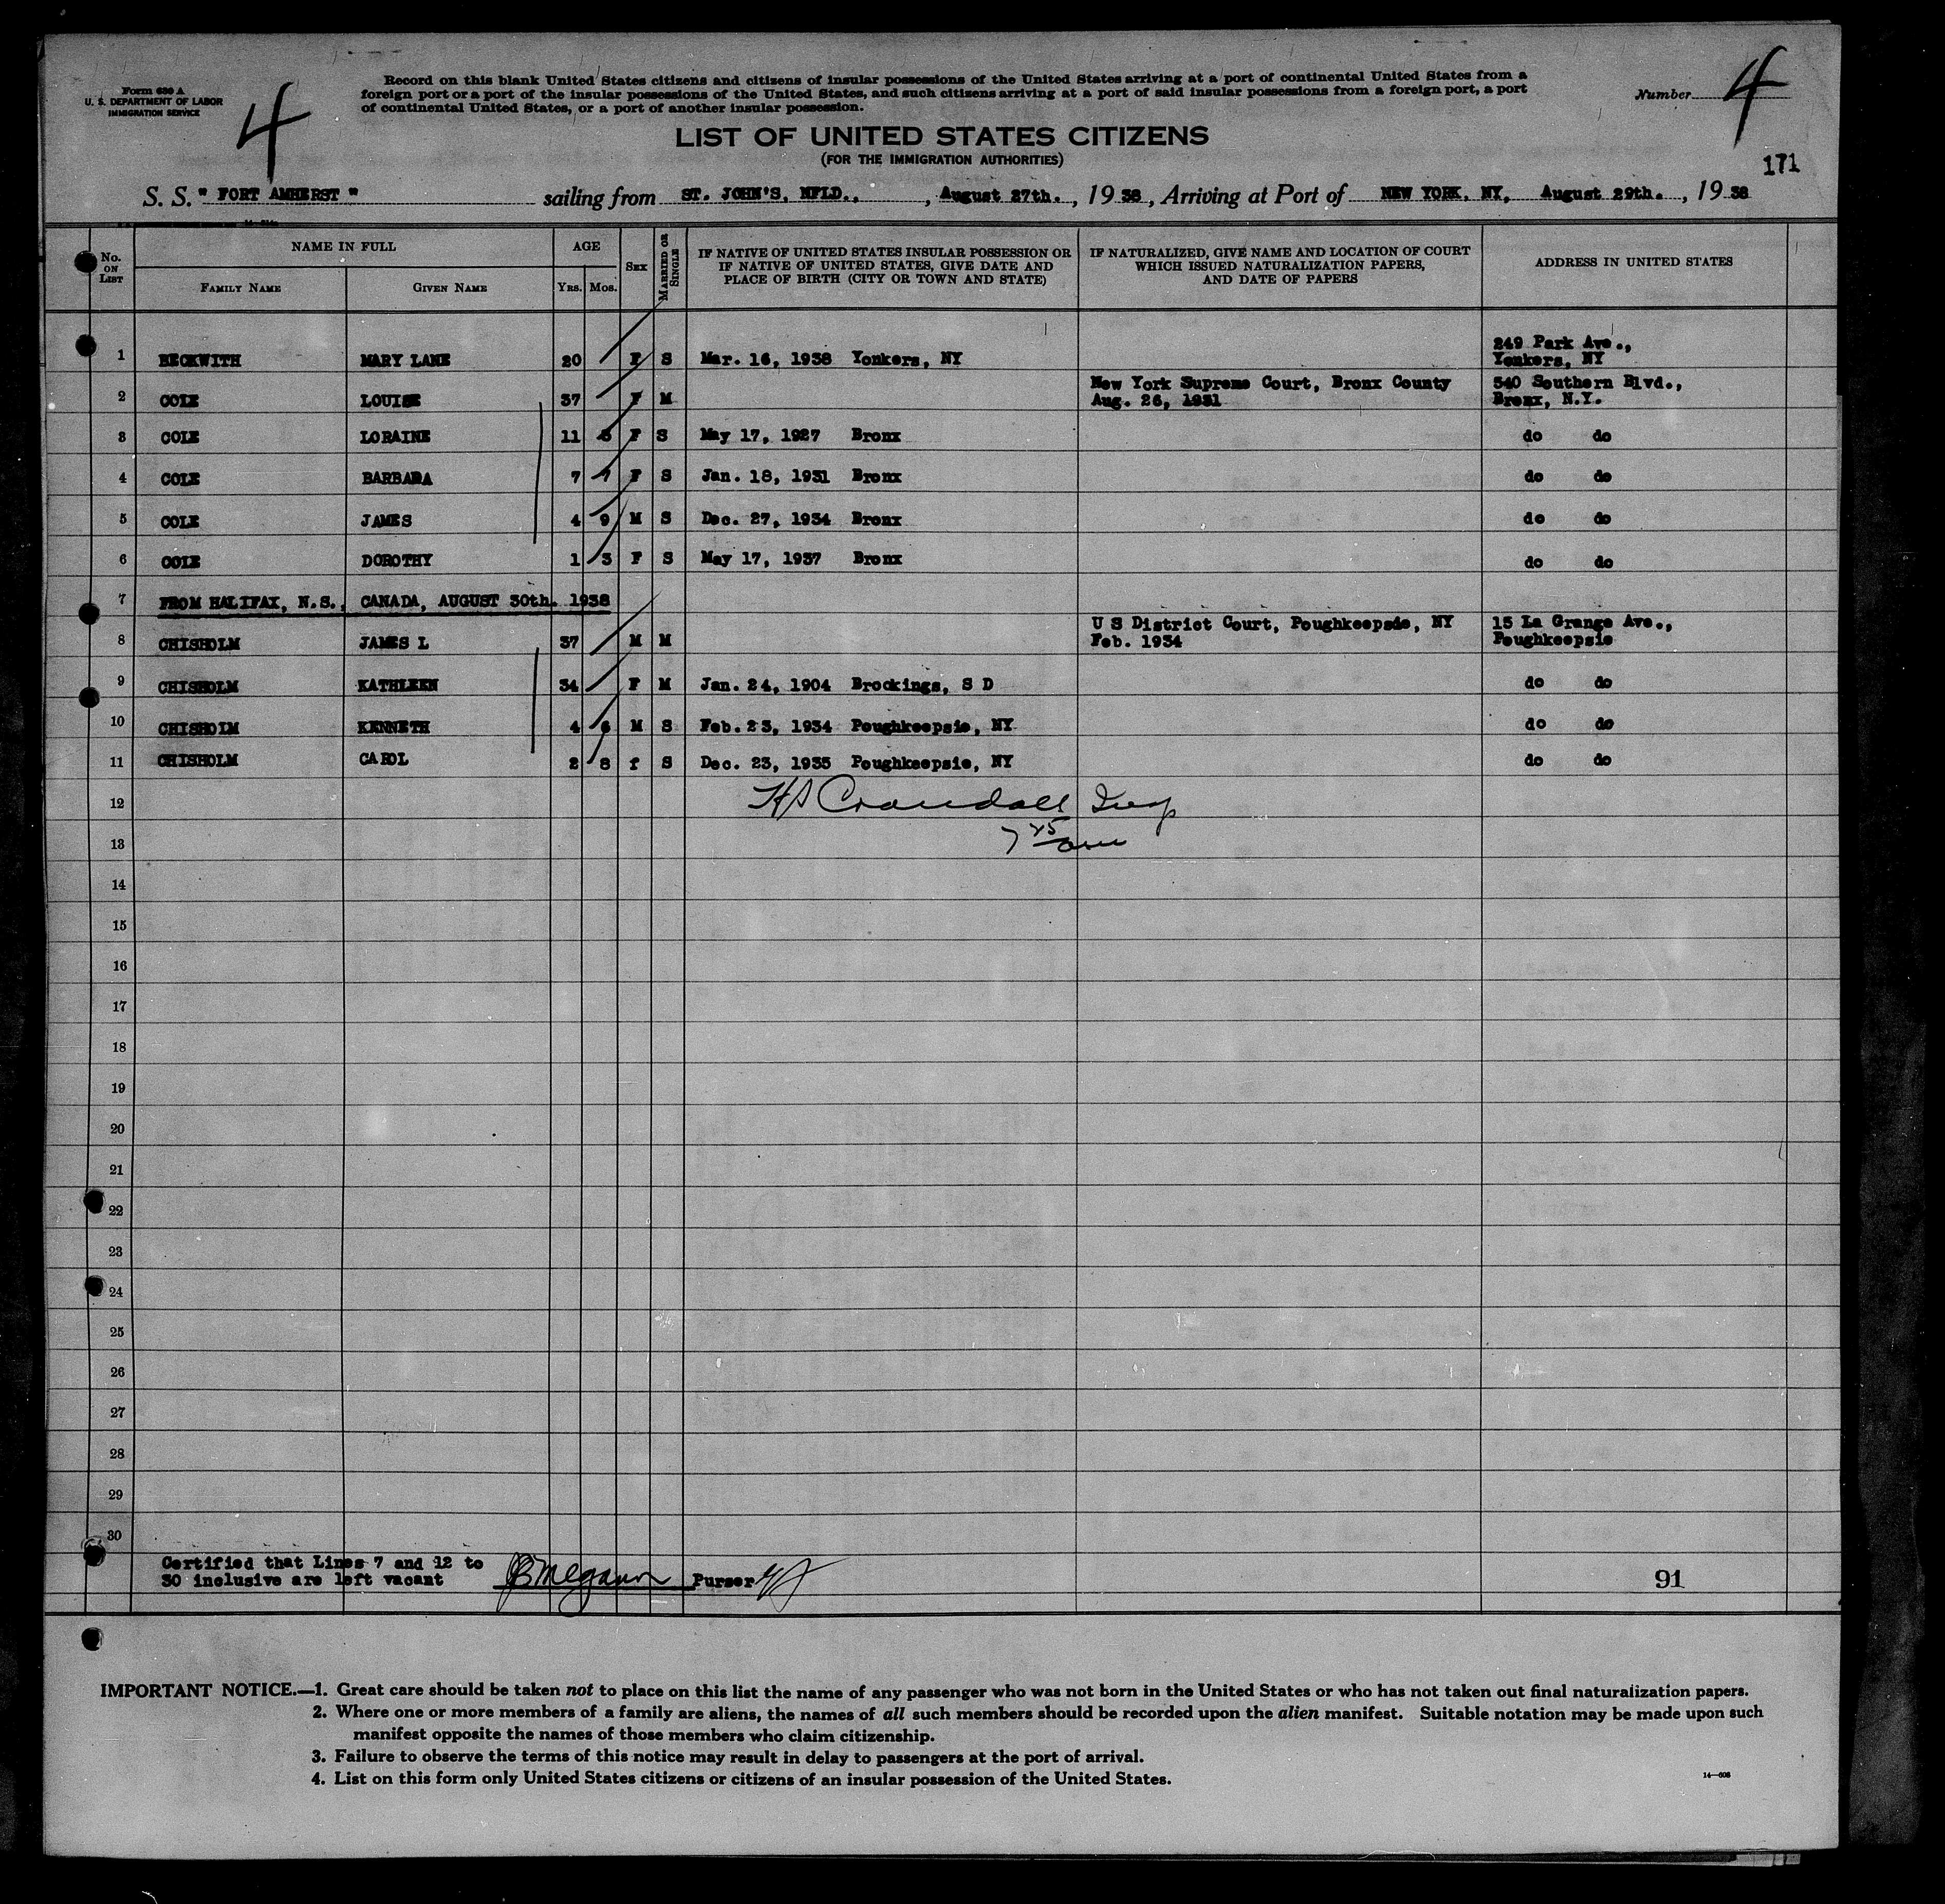 Form 630 A
U. S. DEPARTMENT OF LABOR
IMMIGRATION SERVICE
4
Record on this blank United States citizens and citizens of insular possessions of the United States arriving at a port of continental United States from a
foreign port or a port of the insular possessions of the United States, and such citizens arriving at a port of said insular possessions from a foreign port, a port
of continental United States, or a port of another insular possession.
Number 4
LIST OF UNITED STATES CITIZENS
(FOR THE IMMIGRATION AUTHORITIES)
171
S. S. " FORT AMHERST " sailing from ST. JOHN'S, NFLD., , August 27th. , 19 38 , Arriving at Port of NEW YORK, NY, August 29th. , 19 38
No. ON LIST NAME IN FULL FAMILY NAME GIVEN NAME AGE YRS. MOS. SEX MARRIED OR SINGLE IF NATIVE OF UNITED STATES INSULAR POSSESSION OR IF NATIVE OF UNITED STATES, GIVE DATE AND PLACE OF BIRTH (CITY OR TOWN AND STATE) IF NATURALIZED, GIVE NAME AND LOCATION OF COURT WHICH ISSUED NATURALIZATION PAPERS, AND DATE OF PAPERS ADDRESS IN UNITED STATES
1 BECKWITH MARY LANE 20 F S Mar. 16, 1938 Yonkers, NY 249 Park Ave., Yonkers, NY
2 COLE LOUISE 37 F M New York Supreme Court, Bronx County Aug. 26, 1931 540 Southern Blvd., Bronx, N.Y.
3 COLE LORAINE 11 3 F S May 17, 1927 Bronx do do
4 COLE BARBARA 7 7 F S Jan. 18, 1931 Bronx do do
5 COLE JAMES 4 9 M S Dec. 27, 1934 Bronx do do
6 COLE DOROTHY 1 3 F S May 17, 1937 Bronx do do
7 FROM HALIFAX, N.S., CANADA, AUGUST 30th. 1938
8 CHISHOLM JAMES L 37 M M U S District Court, Poughkeepsie, NY Feb. 1934 15 La Grange Ave., Poughkeepsie
9 CHISHOLM KATHLEEN 34 F M Jan. 24, 1904 Brockings, S D do do
10 CHISHOLM KENNETH 4 6 M S Feb. 23, 1934 Poughkeepsie, NY do do
11 CHISHOLM CAROL 2 8 f S Dec. 23, 1935 Poughkeepsie, NY do do
12 HS Crandall Insp
13 7 25 am
14
15
16
17
18
19
20
21
22
23
24
25
26
27
28
29
30
Certified that Lines 7 and 12 to
30 inclusive are left vacant Purser
91
IMPORTANT NOTICE.—1. Great care should be taken not to place on this list the name of any passenger who was not born in the United States or who has not taken out final naturalization papers.
2. Where one or more members of a family are aliens, the names of all such members should be recorded upon the alien manifest. Suitable notation may be made upon such
manifest opposite the names of those members who claim citizenship.
3. Failure to observe the terms of this notice may result in delay to passengers at the port of arrival.
4. List on this form only United States citizens or citizens of an insular possession of the United States.
14—608